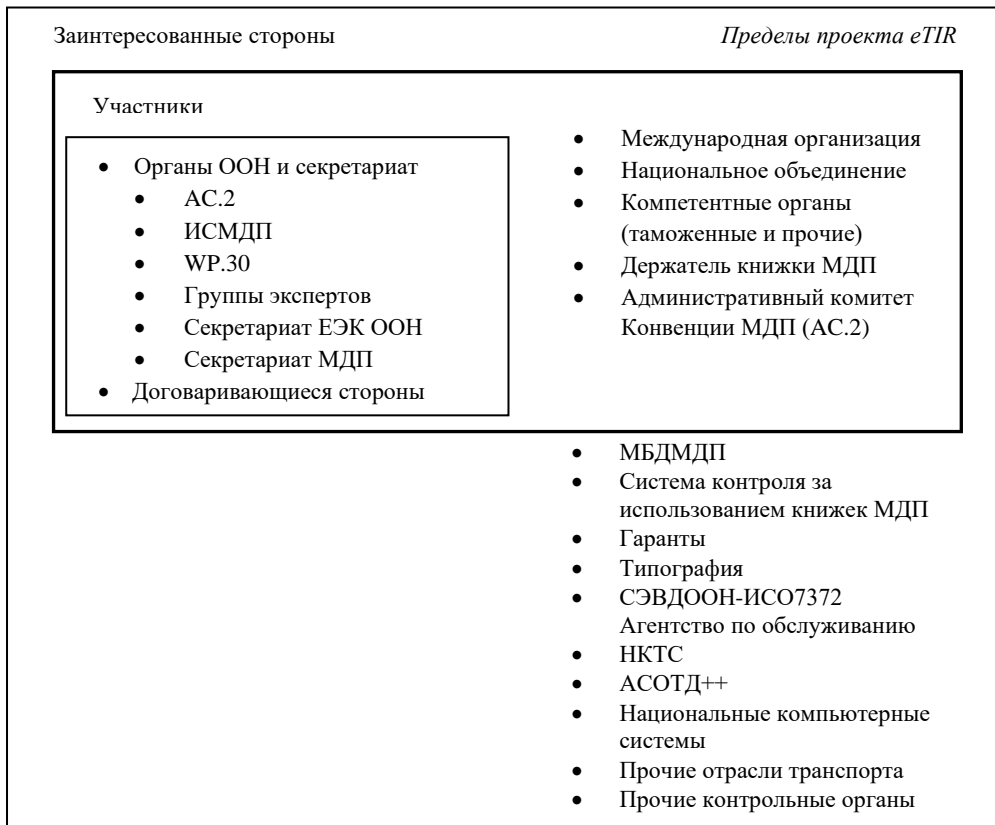 Заинтересованные стороны
Пределы проекта eTIR
Участники
• Органы ООН и секретариат
• АС.2
• ИСМДП
• WP.30
• Группы экспертов
• Секретариат ЕЭК ООН
• Секретариат МДП
• Договаривающиеся стороны
• Международная организация
• Национальное объединение
• Компетентные органы
(таможенные и прочие)
• Держатель книжки МДП
• Административный комитет
Конвенции МДП (АС.2)
• МБДМДП
• Система контроля за
использованием книжек МДП
• Гаранты
• Типография
• СЭВДООН-ИСО7372
Агентство по обслуживанию
• НКТС
• АСОТД++
• Национальные компьютерные
системы
• Прочие отрасли транспорта
• Прочие контрольные органы